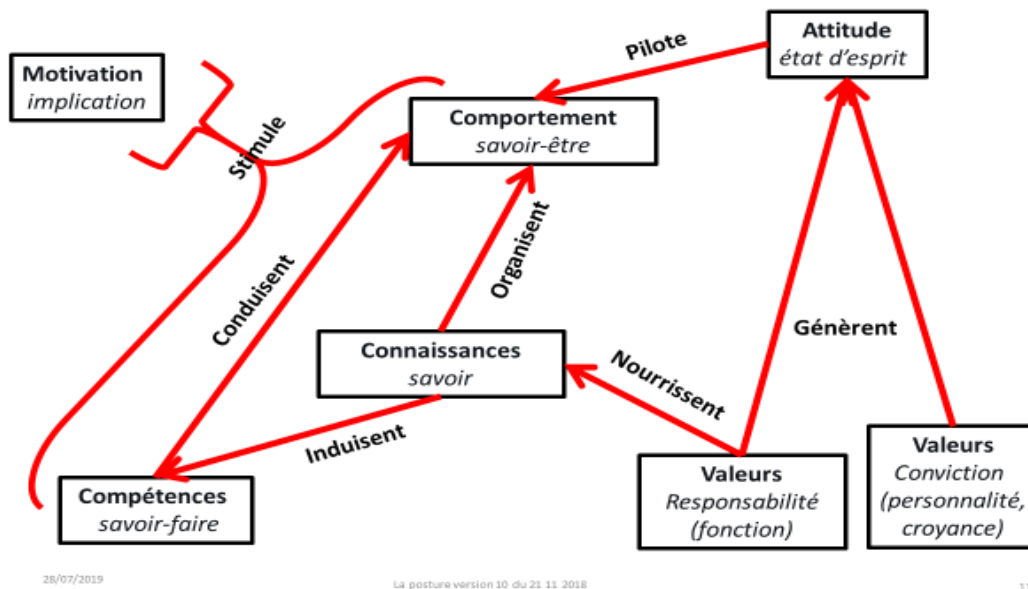 Attitude
état d'esprit
Pilote
Motivation
implication
Comportement
savoir-être
Stimule
Organisent
Conduisent
Génèrent
Connaissances
savoir
Nourrissent
Induisent
Compétences
savoir-faire
Valeurs
Responsabilité
(fonction)
Valeurs
Conviction
(personnalité,
croyance)
28/07/2019
La posture version 10 du 21 11 2018